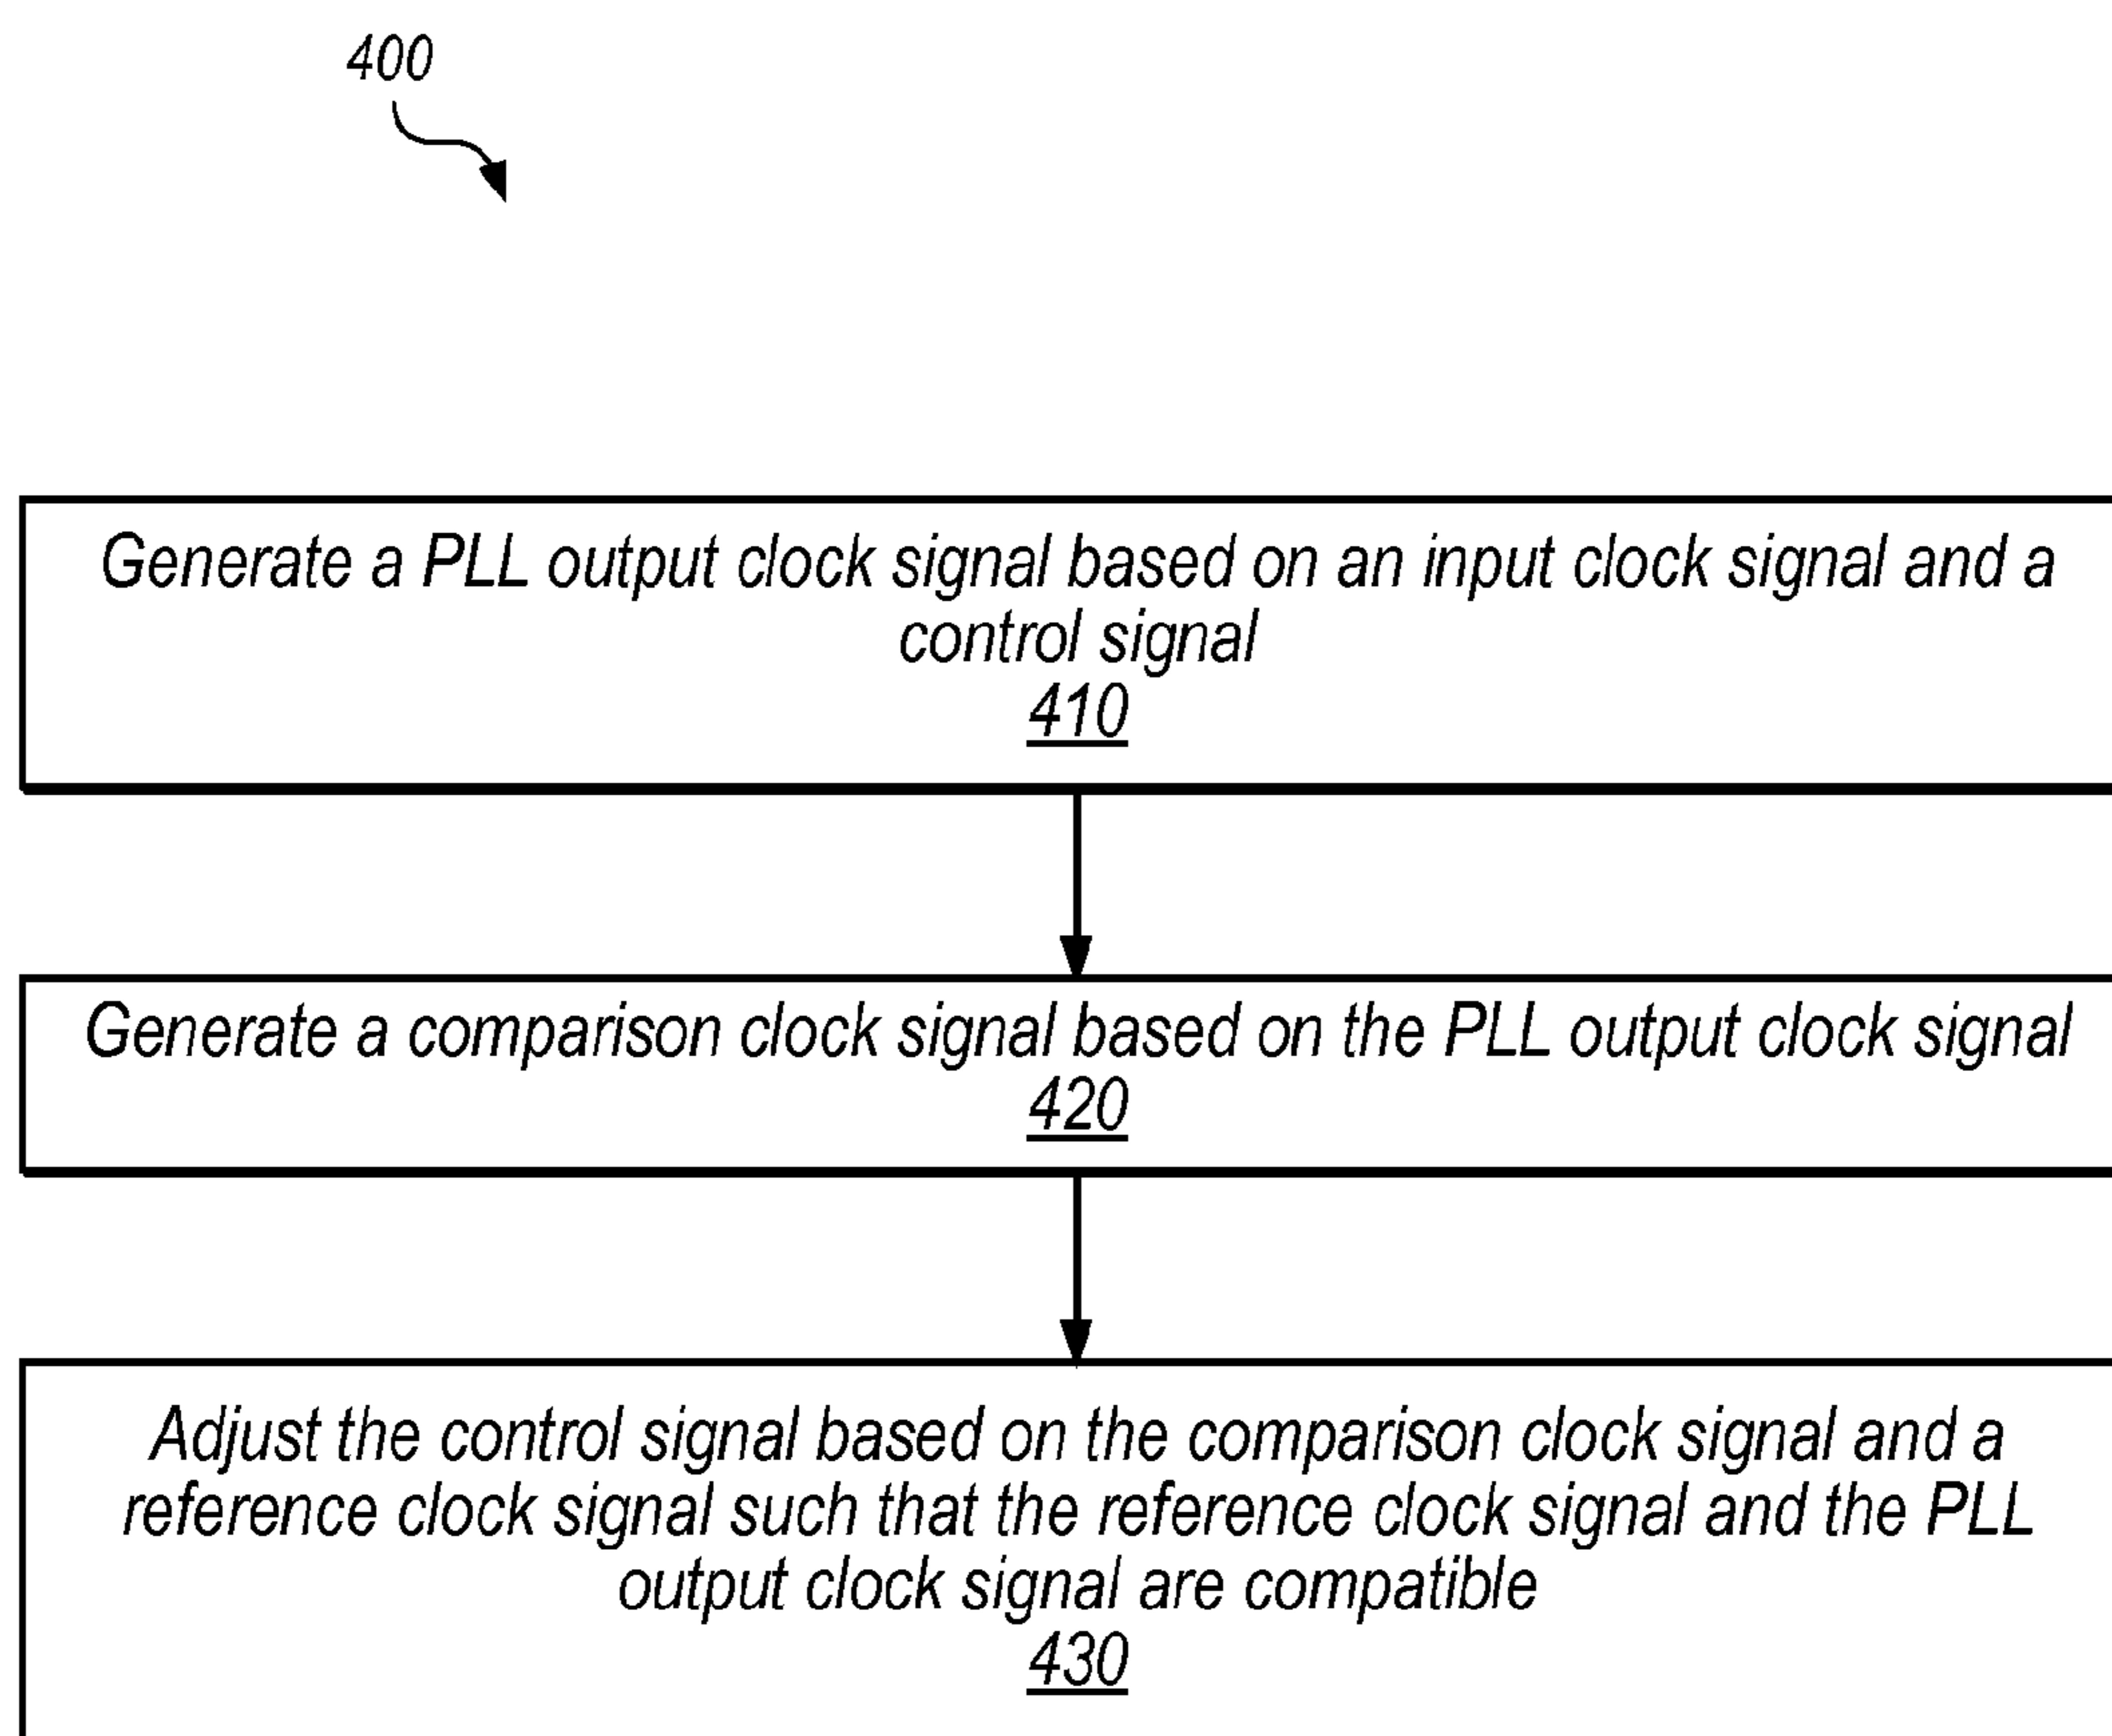 400
Generate a PLL output clock signal based on an input clock signal and a
control signal
410
Generate a comparison clock signal based on the PLL output clock signal
420
Adjust the control signal based on the comparison clock signal and a
reference clock signal such that the reference clock signal and the PLL
output clock signal are compatible
430